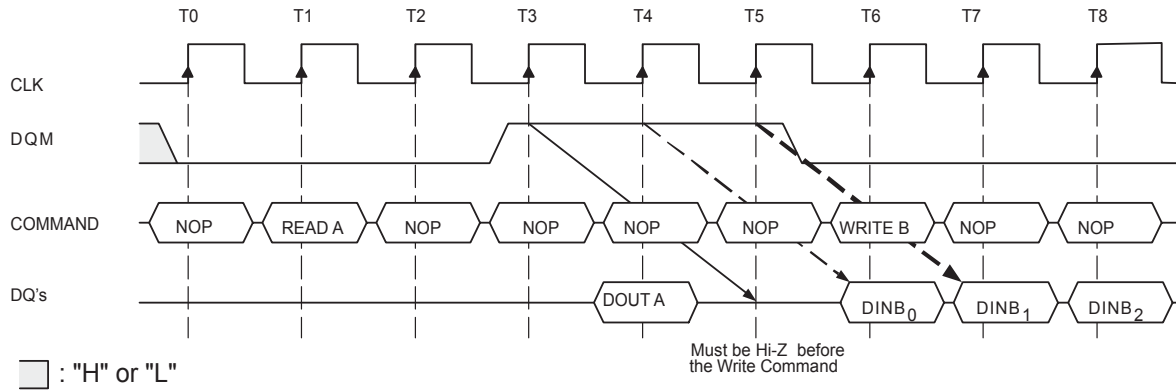 T0 T1 T2 T3 T4 T5 T6 T7 T8
CLK
DQM
COMMAND NOP READ A NOP NOP NOP NOP WRITE B NOP NOP
DQ's DOUT A DINB0 DINB1 DINB2
Must be Hi-Z before
the Write Command
: "H" or "L"